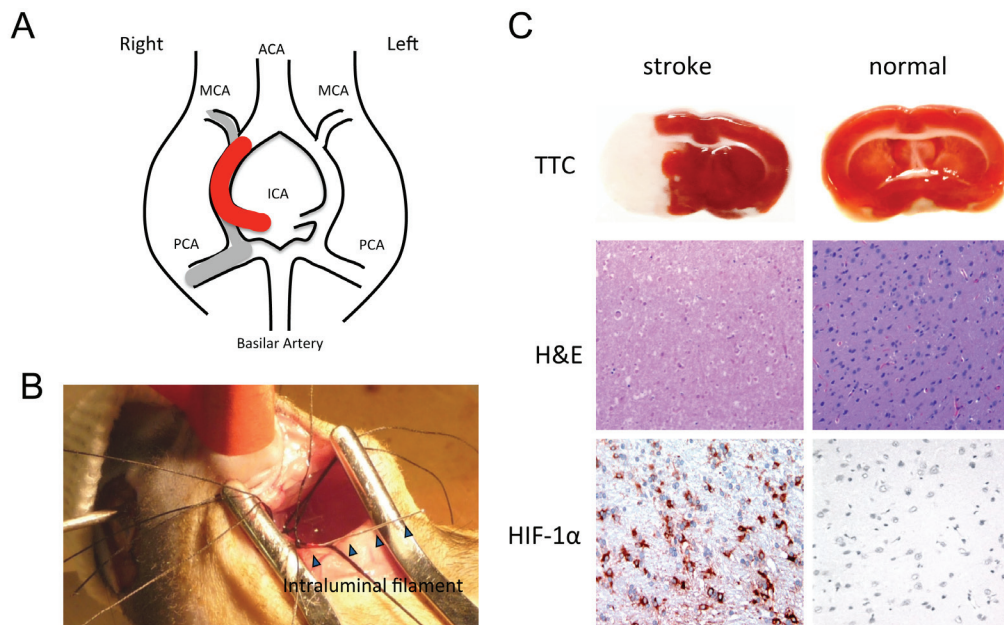 A
Right
Left
ACA
MCA
MCA
ICA
PCA
PCA
Basilar Artery
B
Intraluminal filament
C
stroke
normal
TTC
H&E
HIF-1α